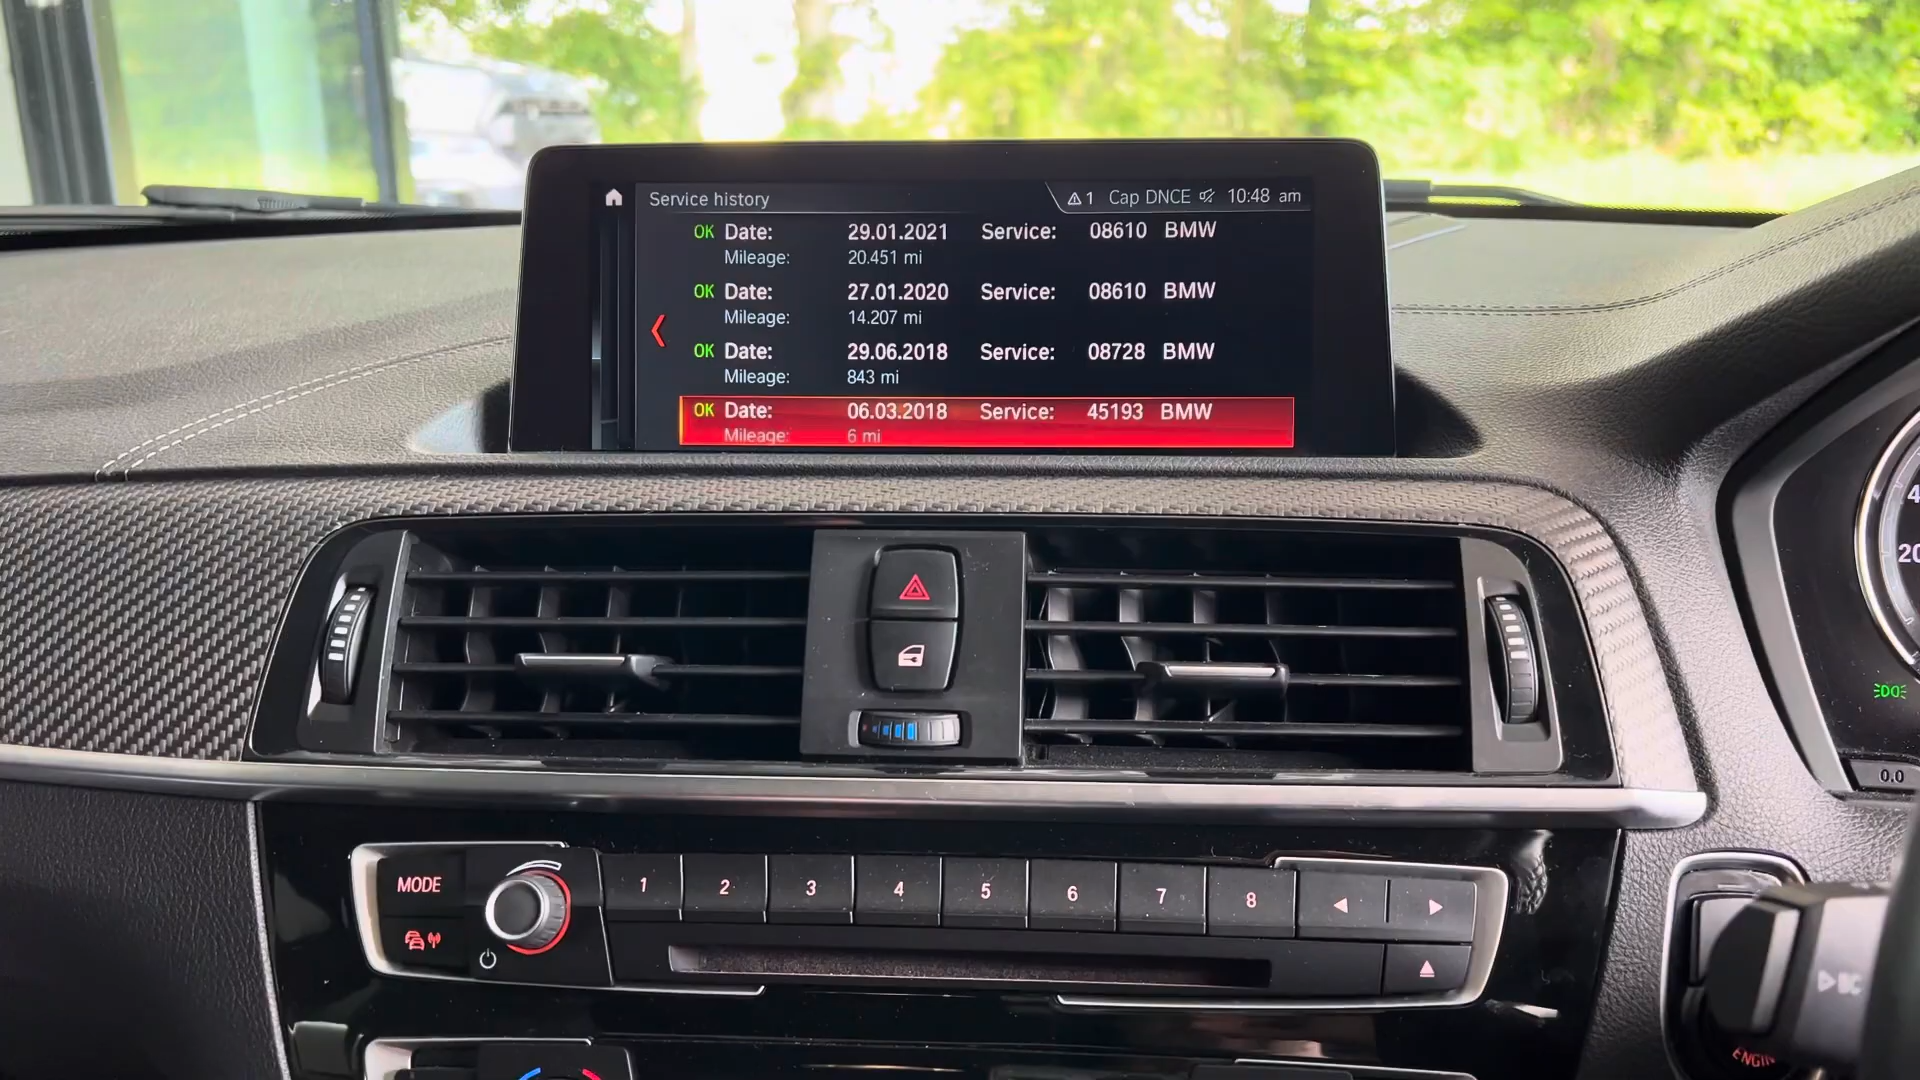 Service history
1 Cap DNCE 10:48 am
OK Date: 29.01.2021 Service: 08610 BMW
Mileage: 20.451 mi
OK Date: 27.01.2020 Service: 08610 BMW
Mileage: 14.207 mi
OK Date: 29.06.2018 Service: 08728 BMW
Mileage: 843 mi
OK Date: 06.03.2018 Service: 45193 BMW
Mileage: 6 mi
0.0
MODE
1 2 3 4 5 6 7 8